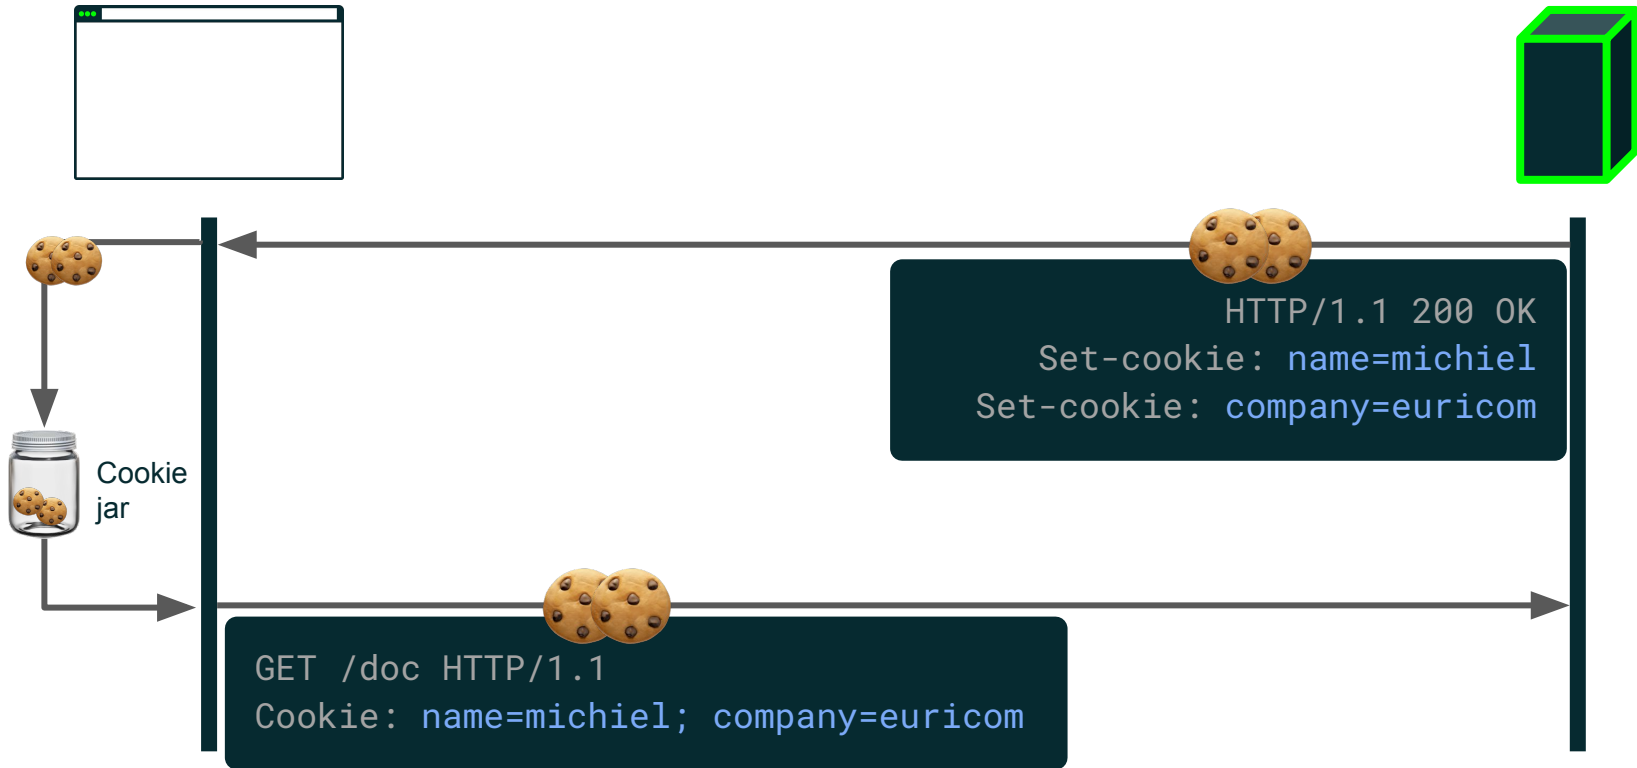 HTTP/1.1 200 OK
Set-cookie: name=michiel
Set-cookie: company=euricom
Cookie
jar
GET /doc HTTP/1.1
Cookie: name=michiel; company=euricom